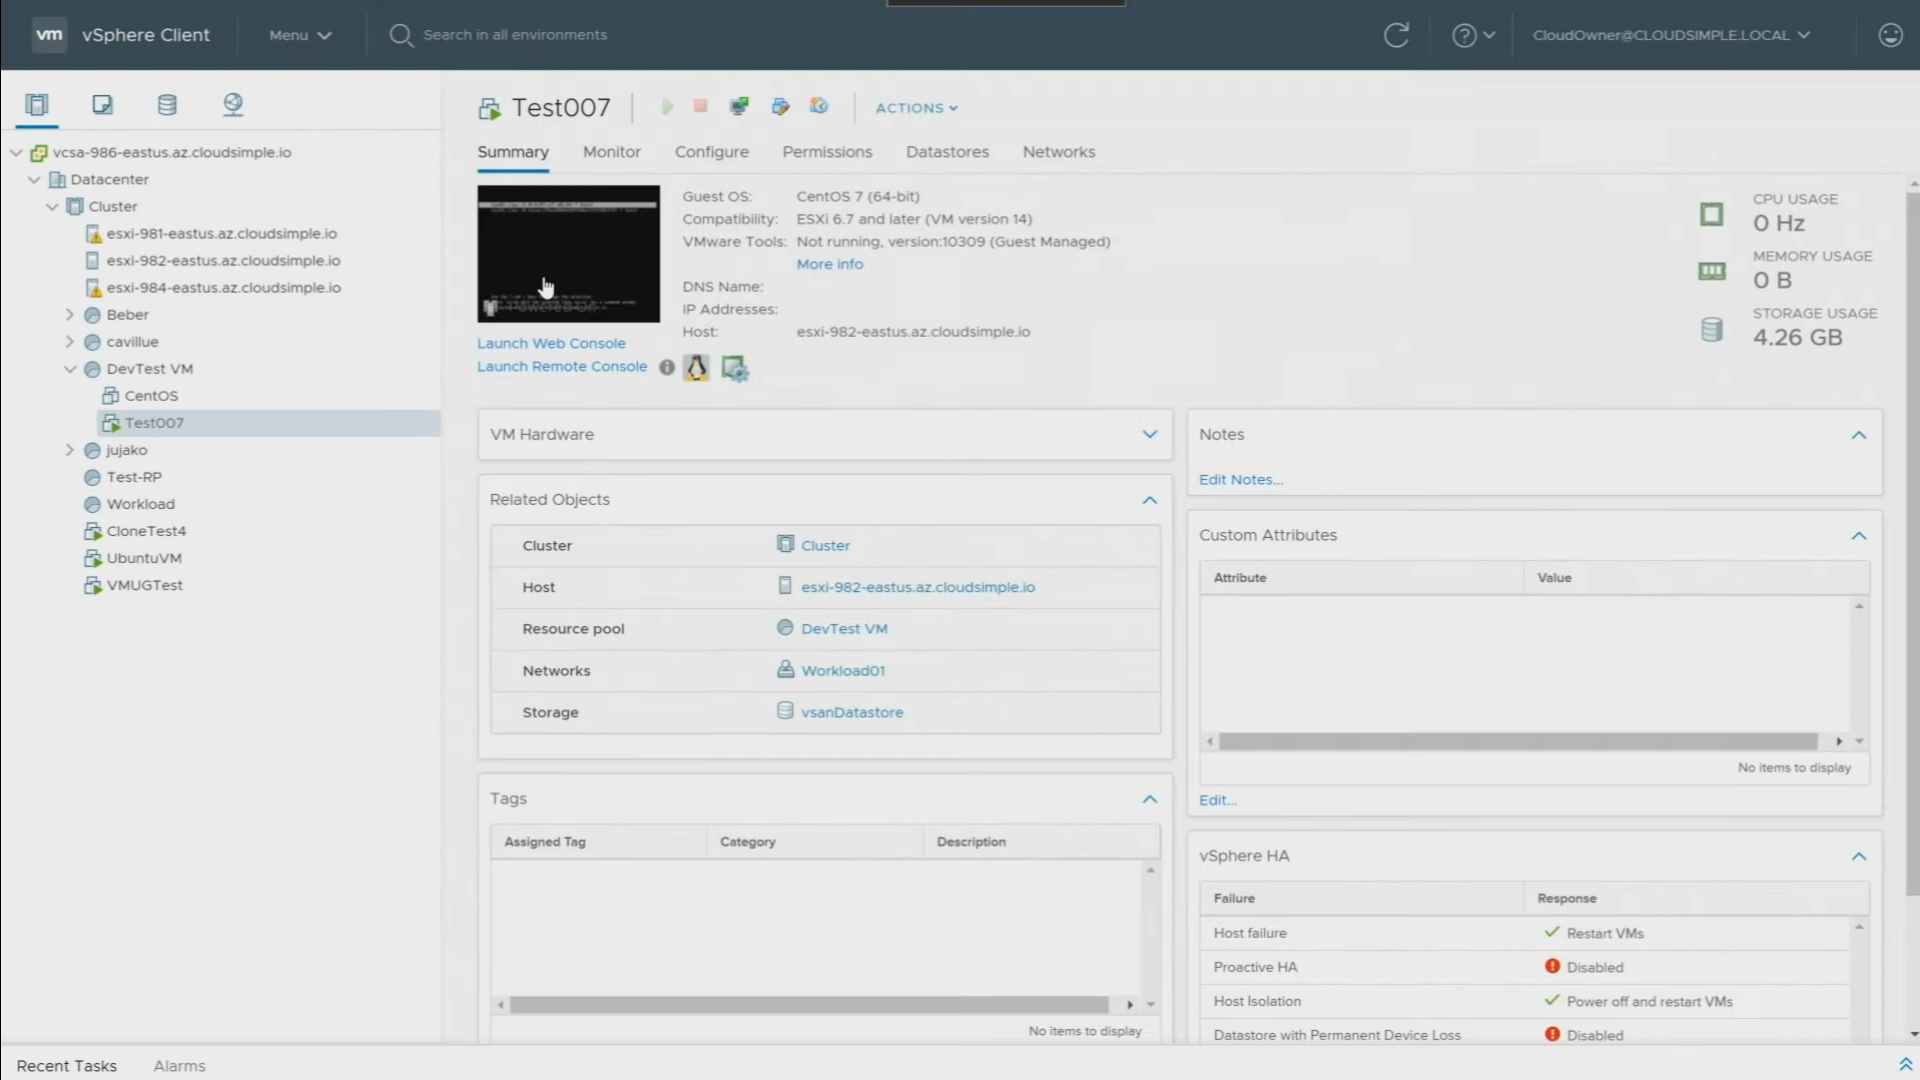 vm vSphere Client Menu Search in all environments CloudOwner@CLOUDSIMPLE.LOCAL
vcsa-986-eastus.az.cloudsimple.io
Datacenter
Cluster
esxi-981-eastus.az.cloudsimple.io
esxi-982-eastus.az.cloudsimple.io
esxi-984-eastus.az.cloudsimple.io
Beber
cavillue
DevTest VM
CentOS
Test007
jujako
Test-RP
Workload
CloneTest4
UbuntuVM
VMUGTest
Test007 ACTIONS
Summary Monitor Configure Permissions Datastores Networks
Powered On
Launch Web Console
Launch Remote Console
Guest OS: CentOS 7 (64-bit)
Compatibility: ESXi 6.7 and later (VM version 14)
VMware Tools: Not running, version:10309 (Guest Managed)
More info
DNS Name:
IP Addresses:
Host: esxi-982-eastus.az.cloudsimple.io
CPU USAGE
0 Hz
MEMORY USAGE
0 B
STORAGE USAGE
4.26 GB
VM Hardware
Related Objects
Cluster Cluster
Host esxi-982-eastus.az.cloudsimple.io
Resource pool DevTest VM
Networks Workload01
Storage vsanDatastore
Tags
Assigned Tag Category Description
No items to display
Notes
Edit Notes...
Custom Attributes
Attribute Value
No items to display
Edit...
vSphere HA
Failure Response
Host failure Restart VMs
Proactive HA Disabled
Host Isolation Power off and restart VMs
Datastore with Permanent Device Loss Disabled
Recent Tasks Alarms